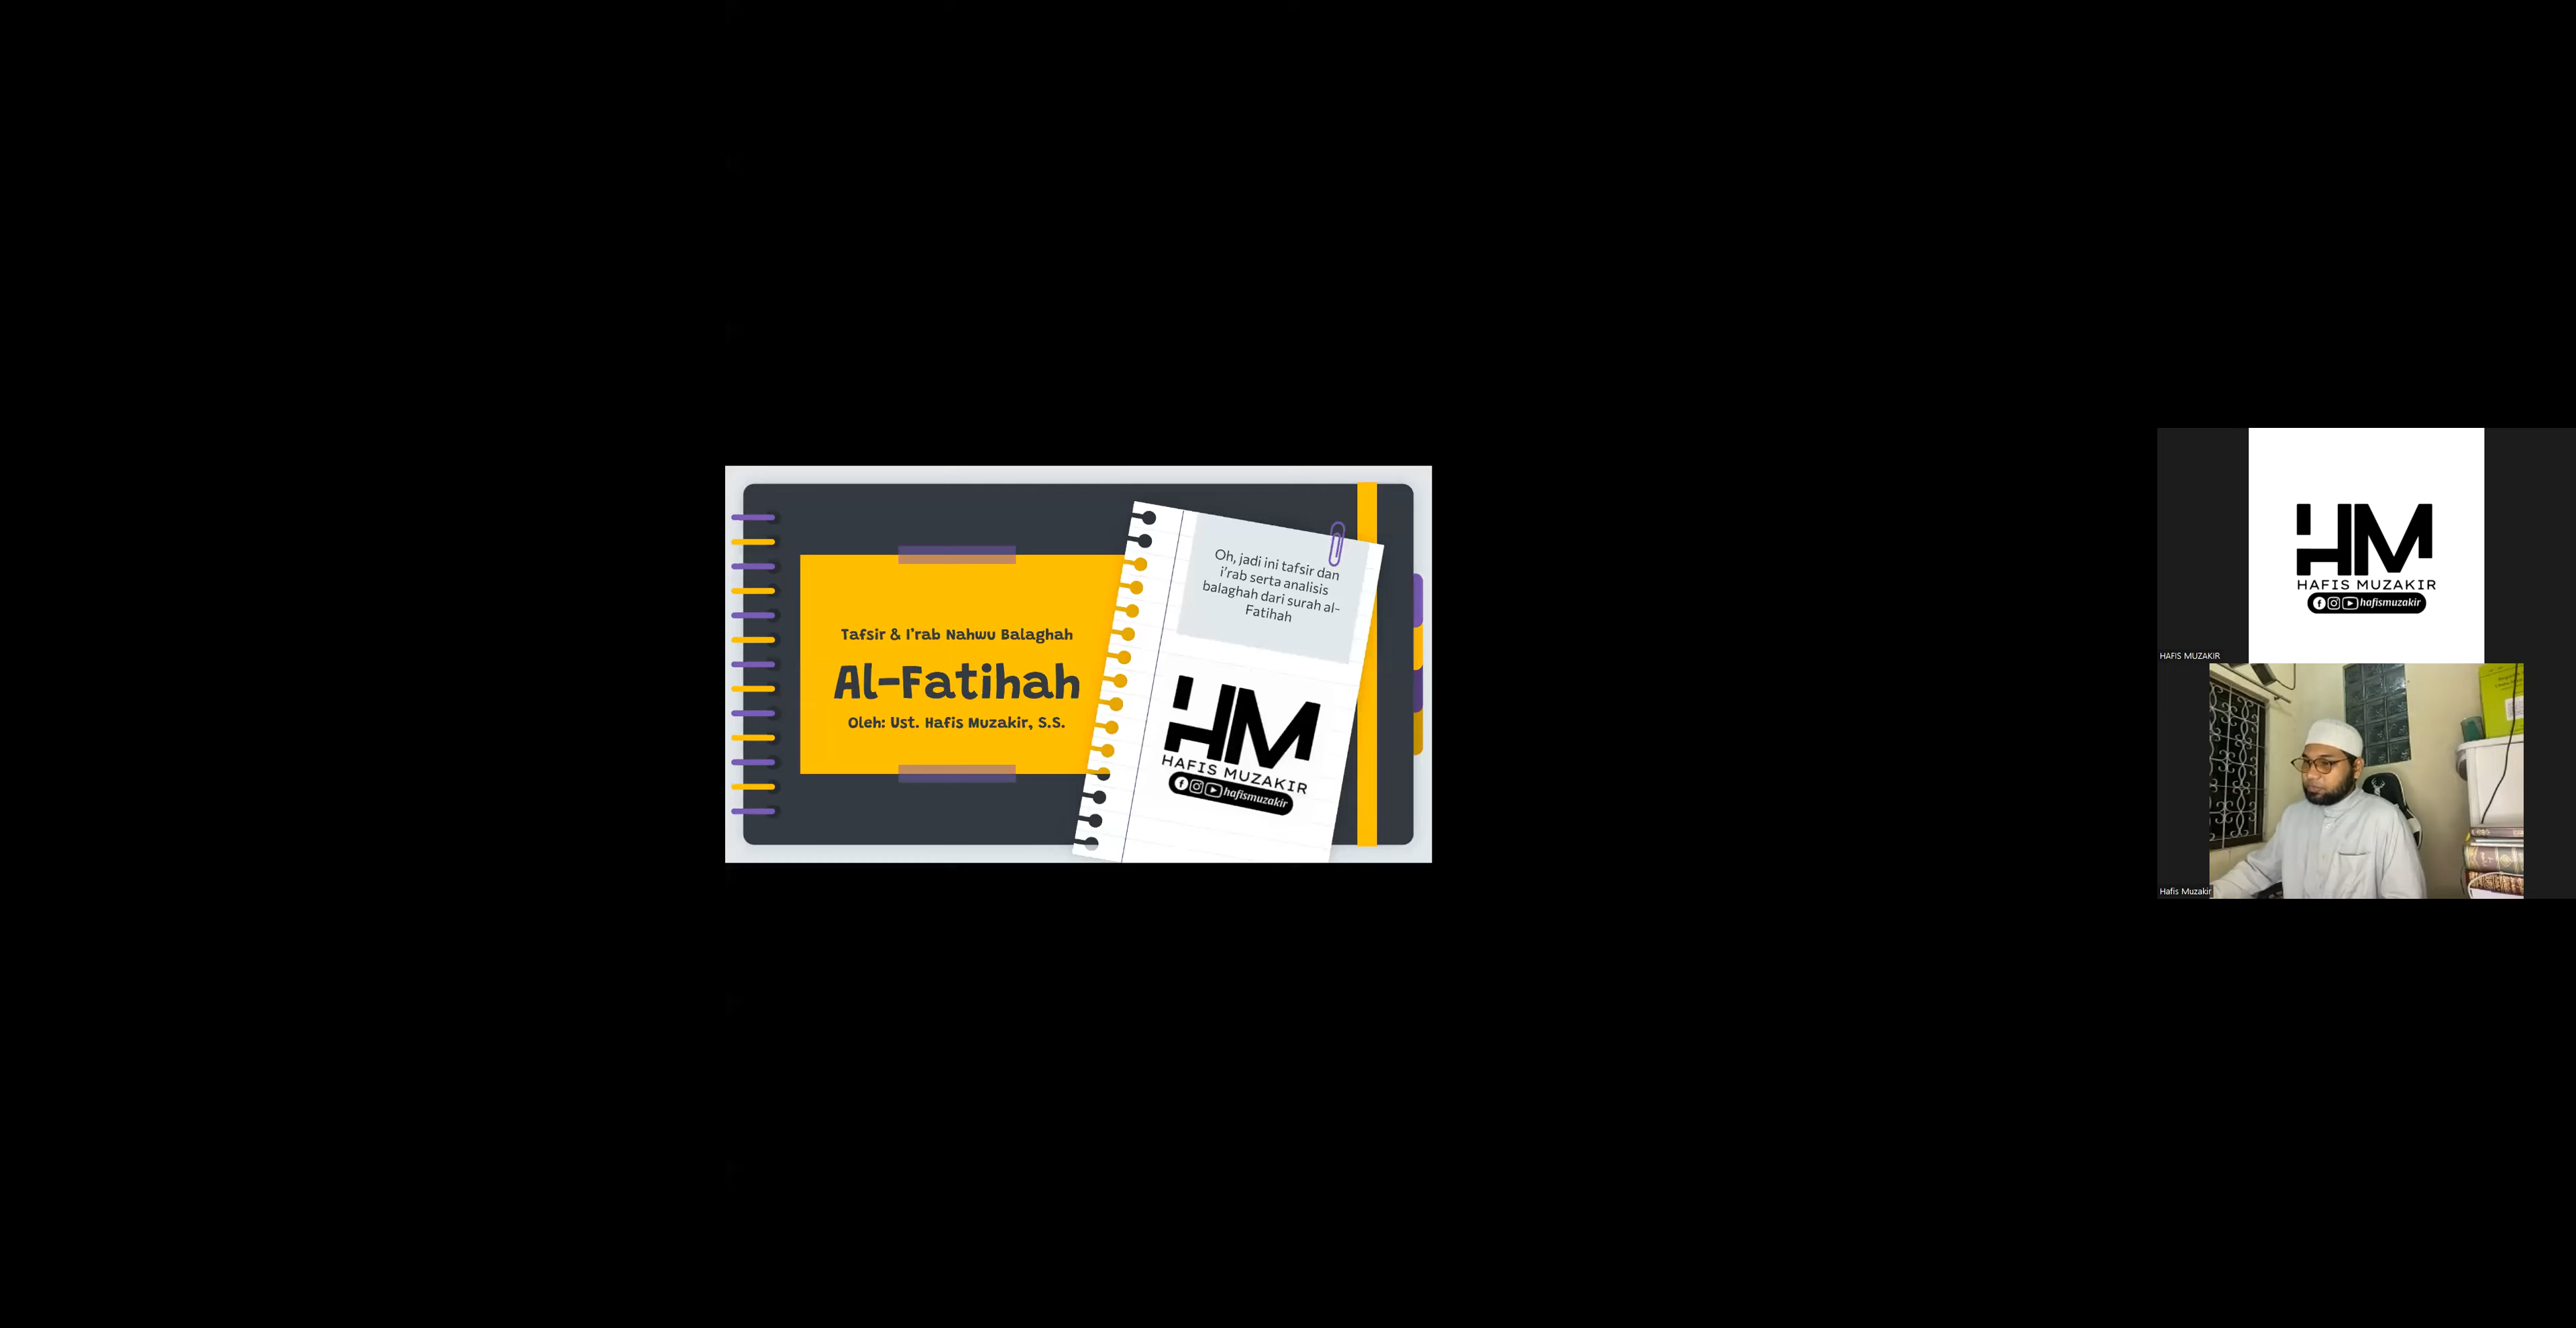 Tafsir & I'rab Nahwu Balaghah
Al-Fatihah
Oleh: Ust. Hafis Muzakir, S.S.
Oh, jadi ini tafsir dan
i'rab serta analisis
balaghah dari surah al-
Fatihah
HM
HAFIS MUZAKIR
hafismuzakir
HM
HAFIS MUZAKIR
hafismuzakir
HAFIS MUZAKIR
Hafis Muzakir